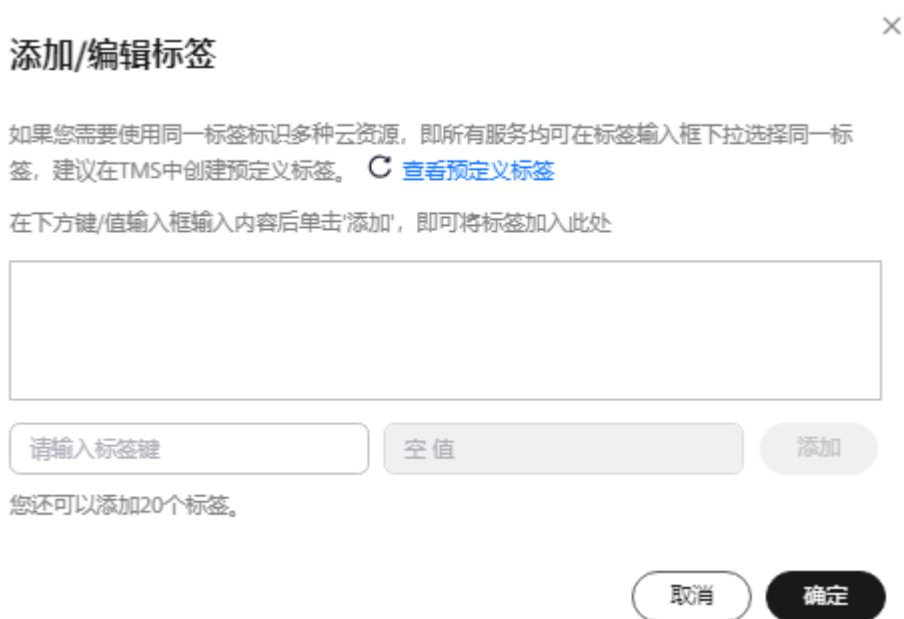 添加/编辑标签
如果您需要使用同一标签标识多种云资源，即所有服务均可在标签输入框下拉选择同一标
签，建议在TMS中创建预定义标签。 查看预定义标签
在下方键/值输入框输入内容后单击'添加'，即可将标签加入此处
请输入标签键 空值 添加
您还可以添加20个标签。
取消 确定